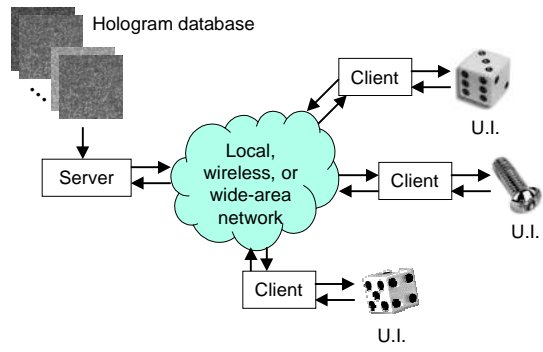 Hologram database
Client
U.I.
Local,
wireless, or
wide-area
network
Server
Client
U.I.
Client
U.I.